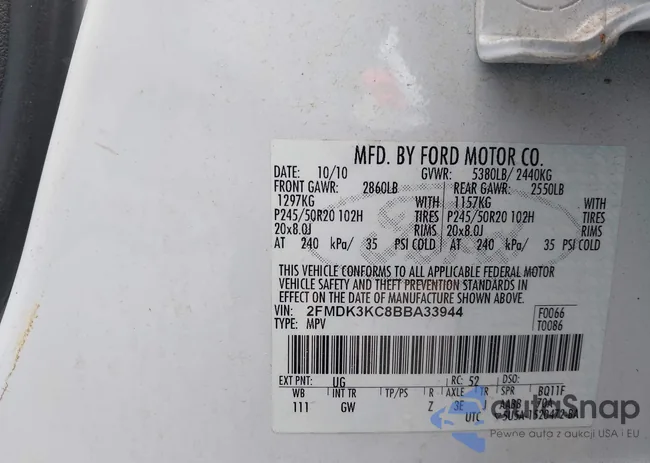 MFD. BY FORD MOTOR CO.
DATE: 10/10 GVWR: 5380LB/ 2440KG
FRONT GAWR: 2860LB REAR GAWR: 2550LB
1297KG WITH 1157KG WITH
P245/50R20 102H TIRES P245/50R20 102H TIRES
20x8.0J RIMS 20x8.0J RIMS
AT 240 kPa/ 35 PSI COLD AT 240 kPa/ 35 PSI COLD
THIS VEHICLE CONFORMS TO ALL APPLICABLE FEDERAL MOTOR
VEHICLE SAFETY AND THEFT PREVENTION STANDARDS IN
EFFECT ON THE DATE OF MANUFACTURE SHOWN ABOVE.
VIN: 2FMDK3KC8BBA33944 F0066
TYPE: MPV T0086
EXT PNT: UG RC: 52 DSO:
WB INT TR TP/PS R AXLE TR SPR BQ11F
111 GW Z 3E AABB
UTC
autaSnap
Pewne auta z aukcji USA i EU